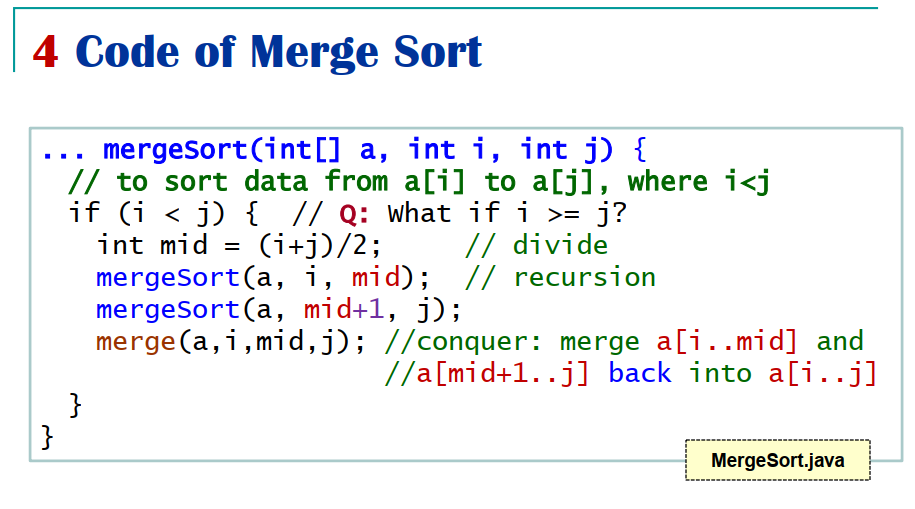 4 Code of Merge Sort
... mergeSort(int[] a, int i, int j) {
// to sort data from a[i] to a[j], where i<j
if (i < j) { // Q: What if i >= j?
int mid = (i+j)/2; // divide
mergeSort(a, i, mid); // recursion
mergeSort(a, mid+1, j);
merge(a,i,mid,j); //conquer: merge a[i..mid] and
//a[mid+1..j] back into a[i..j]
}
}
MergeSort.java